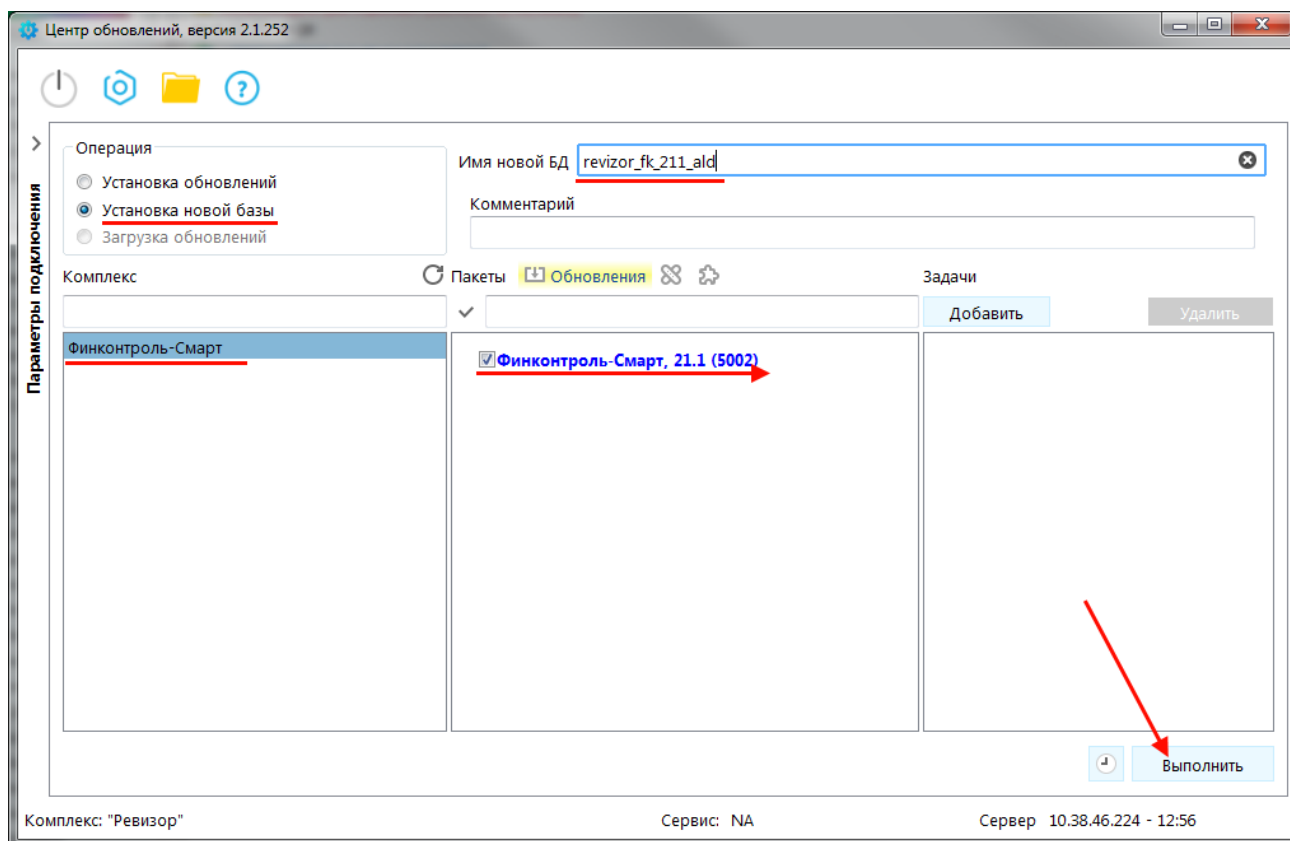 Центр обновлений, версия 2.1.252
Параметры подключения
Операция
Установка обновлений
Установка новой базы
Загрузка обновлений
Имя новой БД revizor_fk_211_ald
Комментарий
Комплекс
Пакеты Обновления
Задачи
Добавить Удалить
Финконтроль-Смарт
Финконтроль-Смарт, 21.1 (5002)
Выполнить
Комплекс: "Ревизор" Сервис: NA Сервер 10.38.46.224 - 12:56